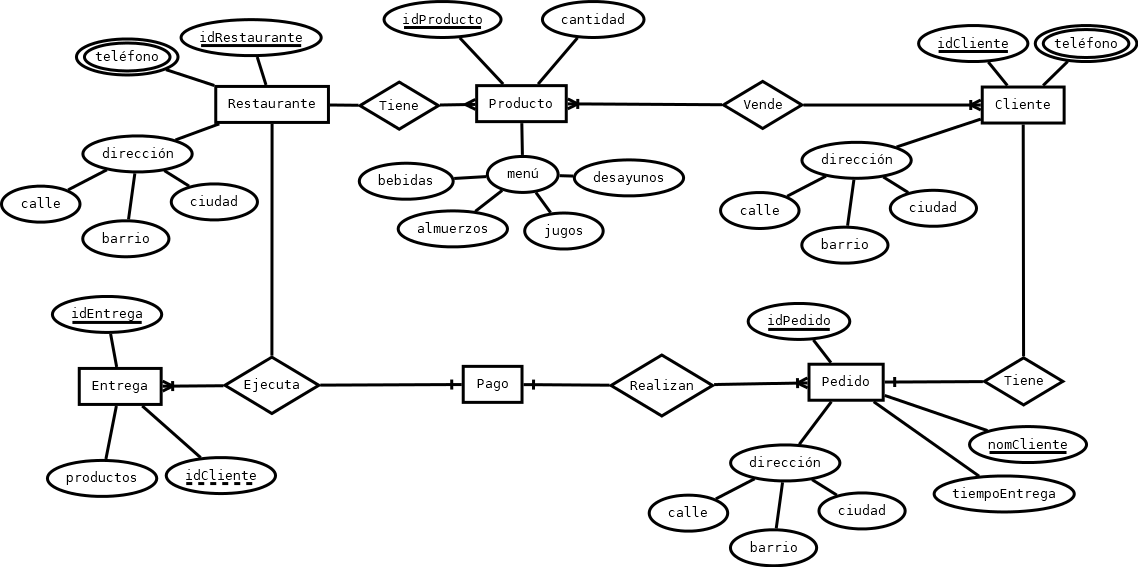 idProducto
cantidad
idRestaurante
teléfono
idCliente
teléfono
Restaurante
Tiene
Producto
Vende
Cliente
dirección
calle
barrio
ciudad
menú
bebidas
desayunos
almuerzos
jugos
dirección
calle
barrio
ciudad
idEntrega
idPedido
Entrega
Ejecuta
Pago
Realizan
Pedido
Tiene
productos
idCliente
nomCliente
tiempoEntrega
dirección
calle
barrio
ciudad